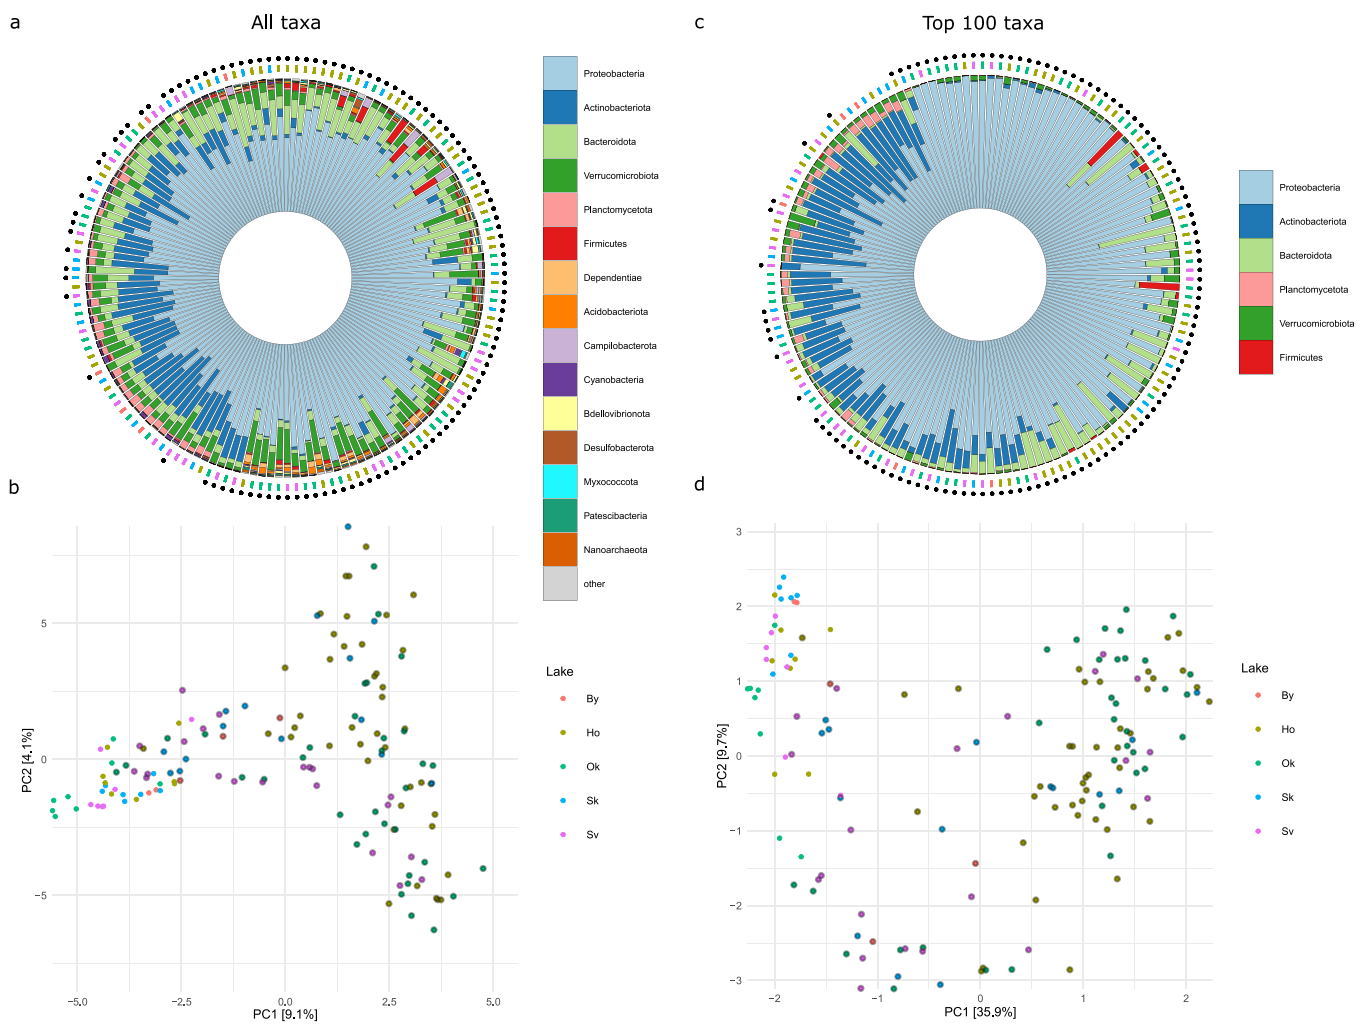 a
All taxa
c
Top 100 taxa
Proteobacteria
Actinobacteriota
Bacteroidota
Verrucomicrobiota
Planctomycetota
Firmicutes
Dependentiae
Acidobacteriota
Campilobacterota
Cyanobacteria
Bdellovibrionota
Desulfobacterota
Myxococcota
Patescibacteria
Nanoarchaeota
other
Proteobacteria
Actinobacteriota
Bacteroidota
Planctomycetota
Verrucomicrobiota
Firmicutes
b
PC2 [4.1%]
5
0
−5
−5.0
−2.5
0.0
2.5
5.0
PC1 [9.1%]
Lake
By
Ho
Ok
Sk
Sv
d
PC2 [9.7%]
3
2
1
0
−1
−2
−3
−2
−1
0
1
2
PC1 [35.9%]
Lake
By
Ho
Ok
Sk
Sv